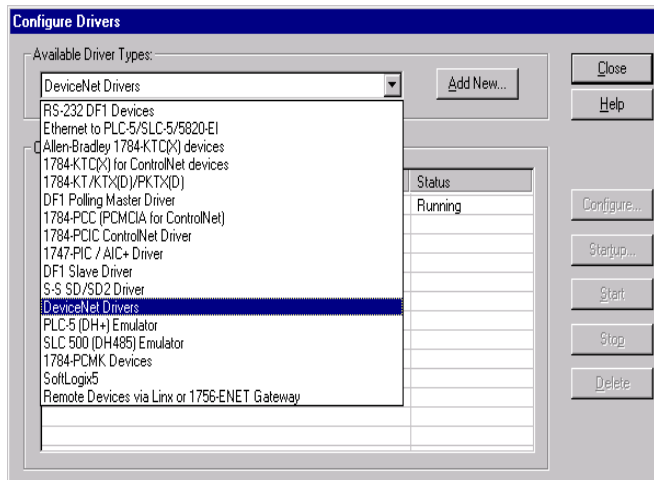 Configure Drivers
Available Driver Types:
DeviceNet Drivers
Add New...
Close
Help
RS-232 DF1 Devices
Ethernet to PLC-5/SLC-5/5820-EI
Allen-Bradley 1784-KTC(X) devices
1784-KTC(X) for ControlNet devices
1784-KT/KTX(D)/PKTX(D)
DF1 Polling Master Driver
1784-PCC (PCMCIA for ControlNet)
1784-PCIC ControlNet Driver
1747-PIC / AIC+ Driver
DF1 Slave Driver
S-S SD/SD2 Driver
DeviceNet Drivers
PLC-5 (DH+) Emulator
SLC 500 (DH485) Emulator
1784-PCMK Devices
SoftLogix5
Remote Devices via Linx or 1756-ENET Gateway
Status
Running
Configure...
Startup...
Start
Stop
Delete